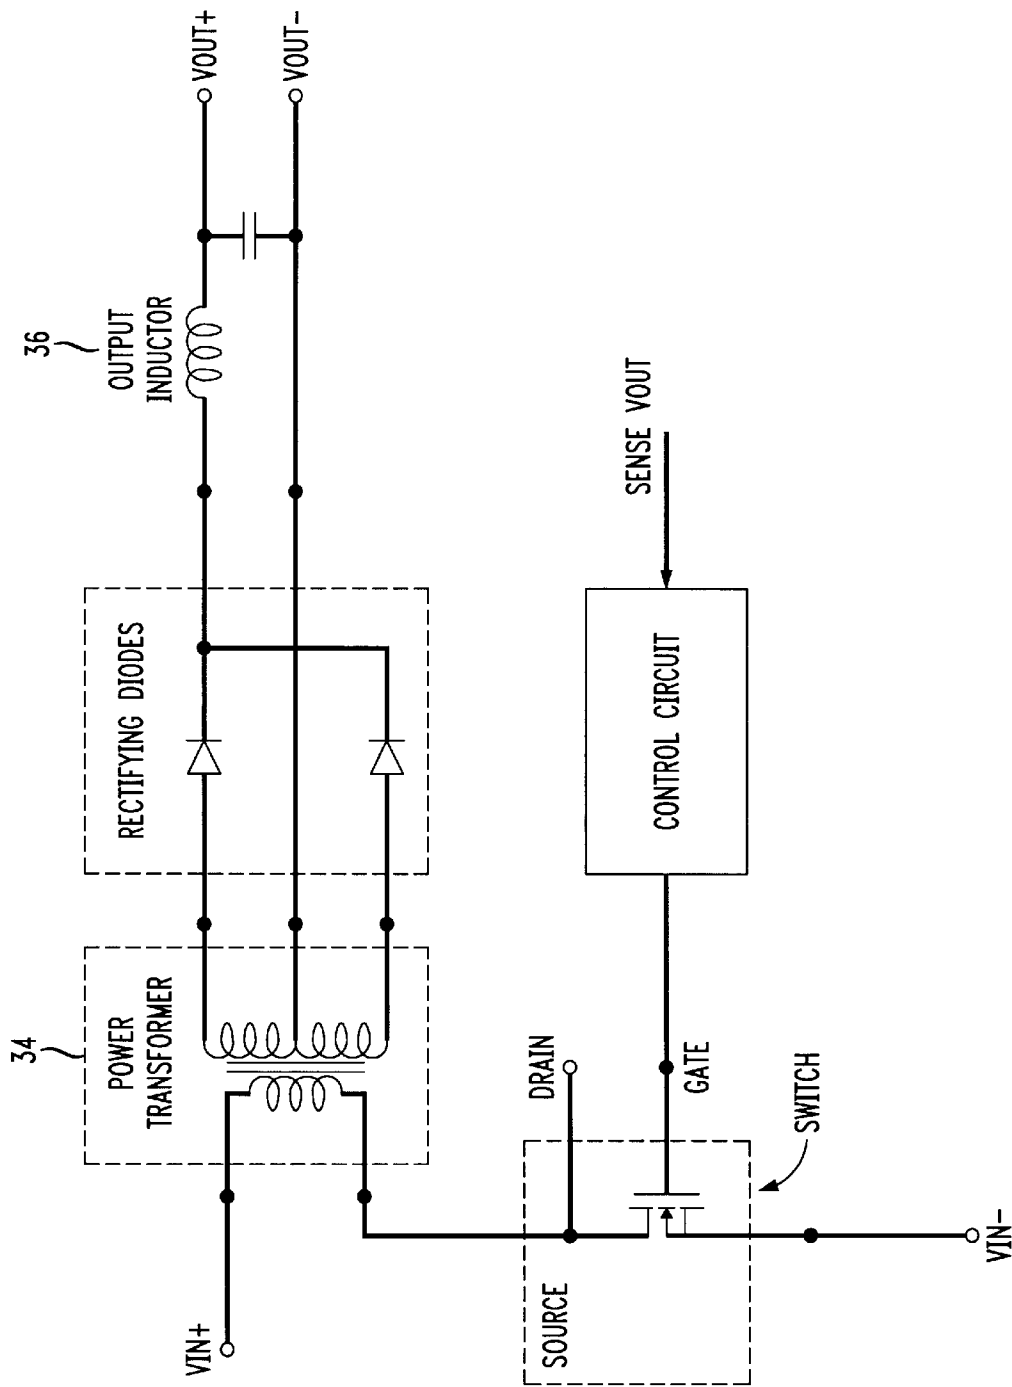 34
POWER
TRANSFORMER
RECTIFYING DIODES
36
OUTPUT
INDUCTOR
VOUT+
VOUT-
VIN+
DRAIN
SOURCE
GATE
SWITCH
VIN-
CONTROL CIRCUIT
SENSE VOUT